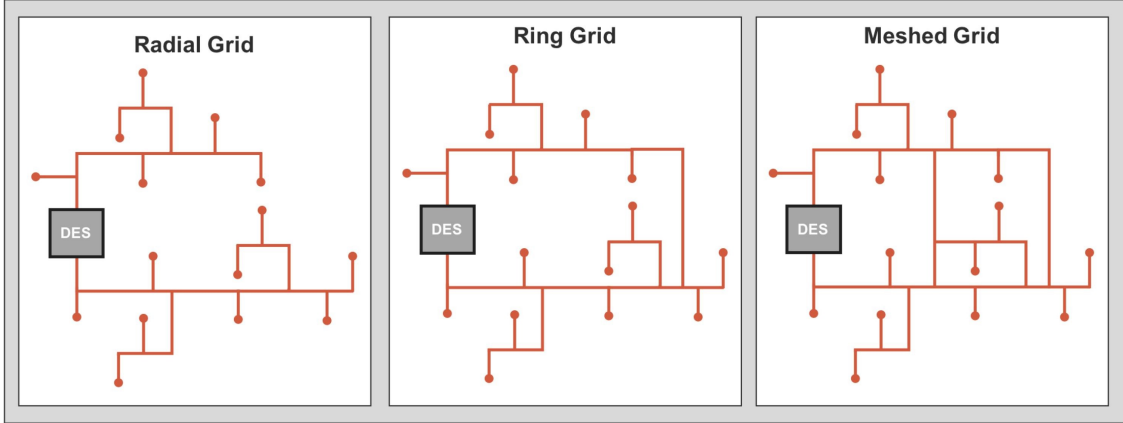 Radial Grid
DES
Ring Grid
DES
Meshed Grid
DES